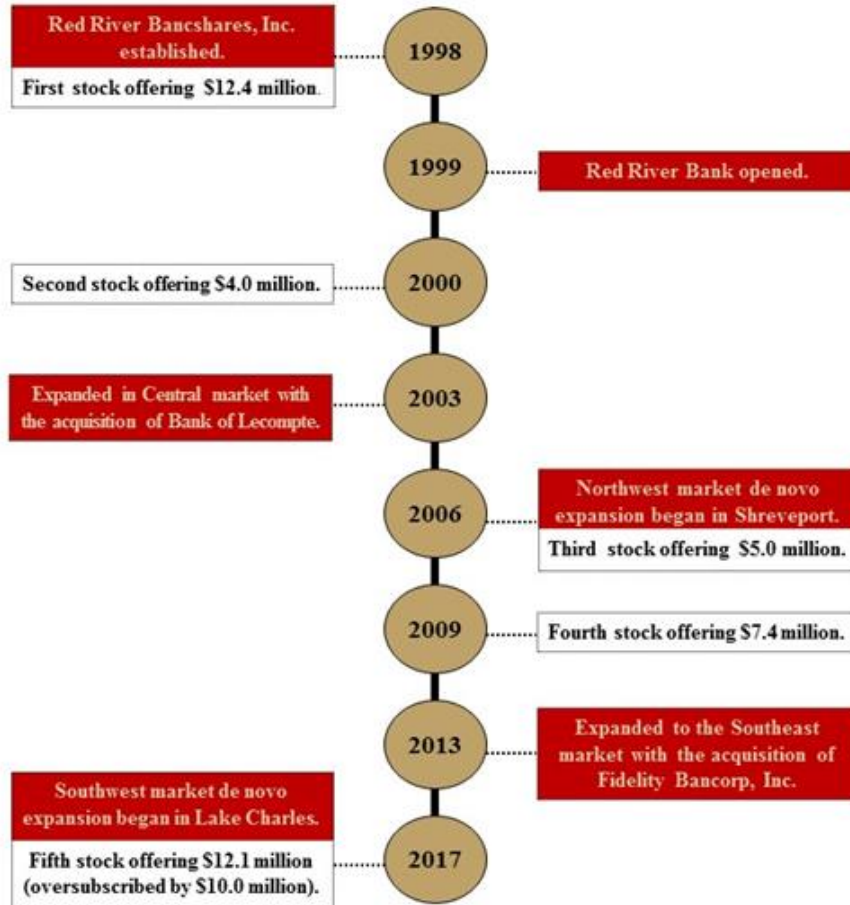 Red River Bancshares, Inc.
established.
First stock offering $12.4 million.
1998
1999
Red River Bank opened.
Second stock offering $4.0 million.
2000
Expanded in Central market with
the acquisition of Bank of Lecompte.
2003
2006
Northwest market de novo
expansion began in Shreveport.
Third stock offering $5.0 million.
2009
Fourth stock offering $7.4 million.
2013
Expanded to the Southeast
market with the acquisition of
Fidelity Bancorp, Inc.
Southwest market de novo
expansion began in Lake Charles.
Fifth stock offering $12.1 million
(oversubscribed by $10.0 million).
2017